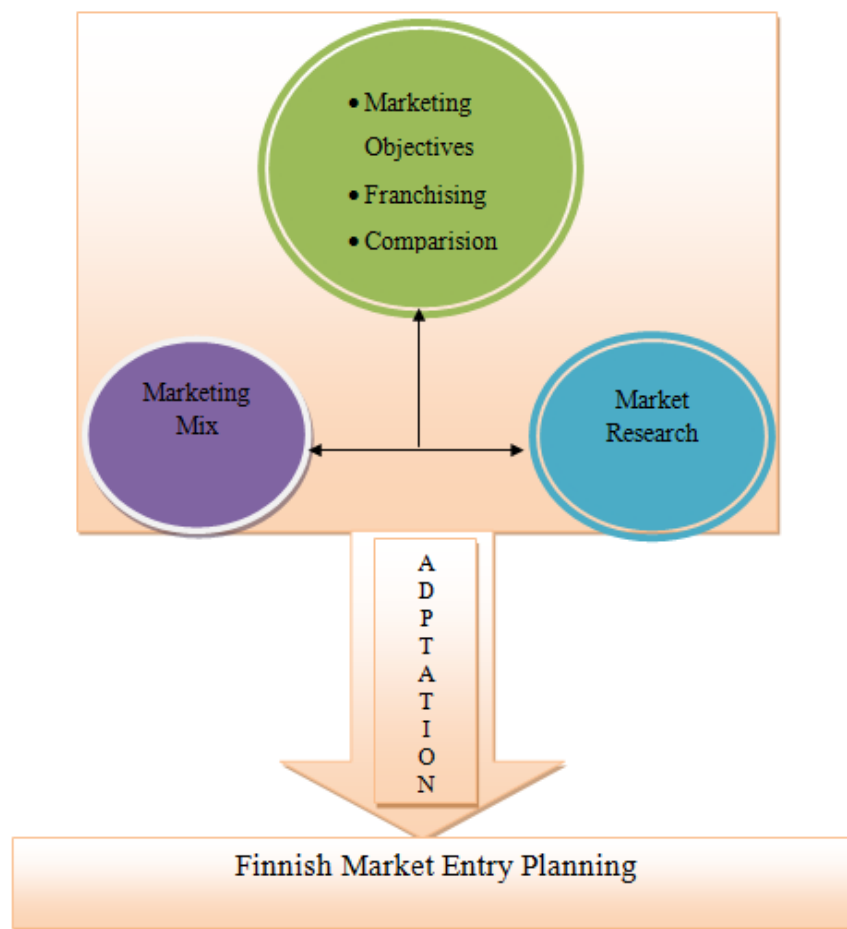 • Marketing
Objectives
• Franchising
• Comparision
Marketing
Mix
Market
Research
A
D
P
T
A
T
I
O
N
Finnish Market Entry Planning